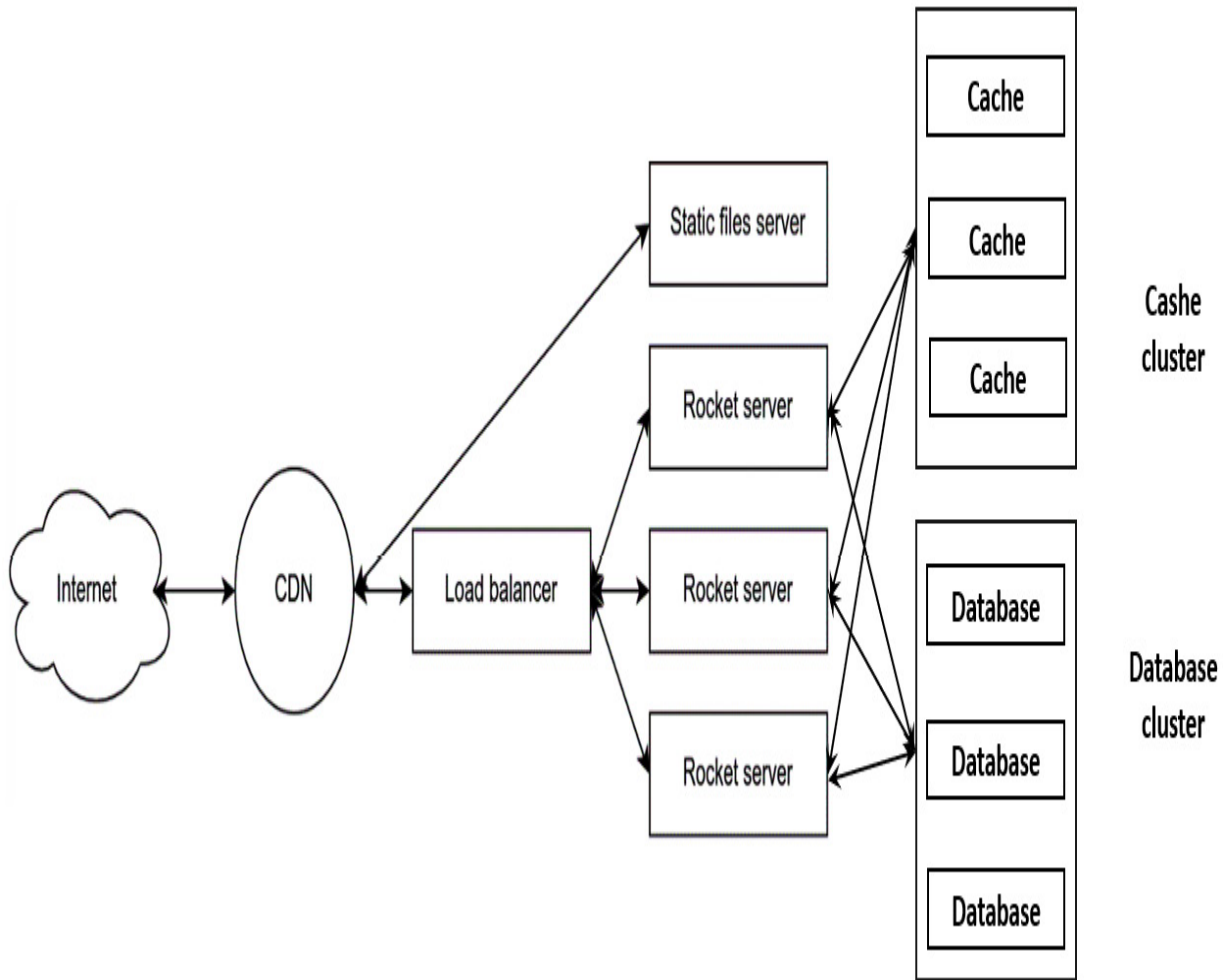 Internet
CDN
Load balancer
Static files server
Rocket server
Rocket server
Rocket server
Cache
Cache
Cache
Cashe
cluster
Database
Database
Database
Database
cluster